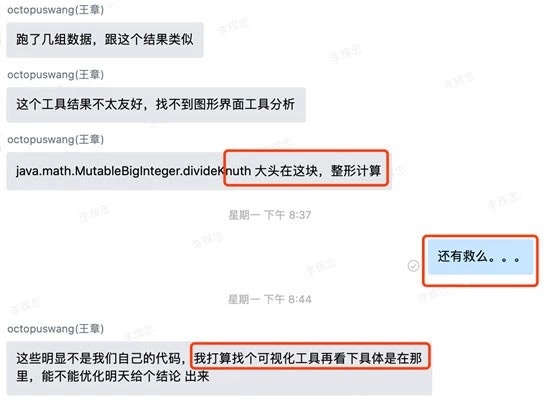 octopuswang(王章)
跑了几组数据，跟这个结果类似
octopuswang(王章)
这个工具结果不太友好，找不到图形界面工具分析
octopuswang(王章)
java.math.MutableBigInteger.divideKnuth 大头在这块，整形计算
星期一 下午 8:37
还有救么。。。
星期一 下午 8:44
octopuswang(王章)
这些明显不是我们自己的代码，我打算找个可视化工具再看下具体是在那
里，能不能优化明天给个结论 出来